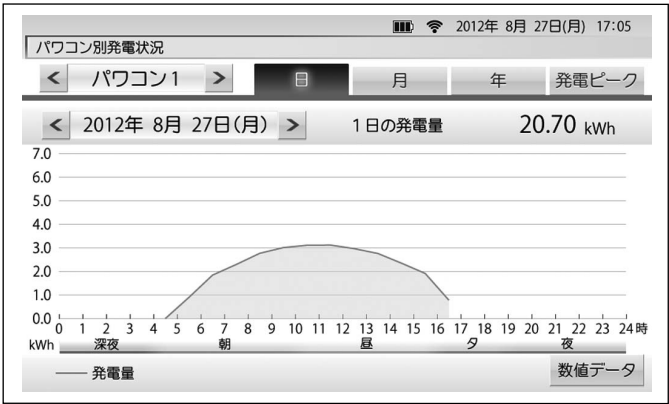 2012年 8月 27日(月) 17:05
パワコン別発電状況
< パワコン1 > 日 月 年 発電ピーク
< 2012年 8月 27日(月) > 1日の発電量 20.70 kWh
7.0
6.0
5.0
4.0
3.0
2.0
1.0
0.0
0 1 2 3 4 5 6 7 8 9 10 11 12 13 14 15 16 17 18 19 20 21 22 23 24時
kWh 深夜 朝 昼 夕 夜
発電量 数値データ